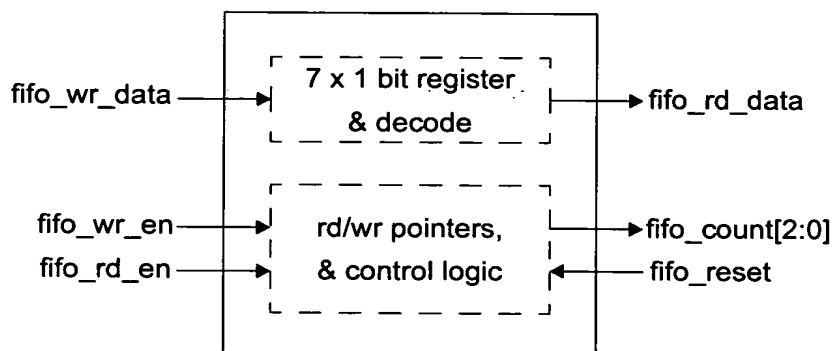 7 x 1 bit register
& decode
fifo_wr_data
fifo_rd_data
fifo_wr_en
fifo_rd_en
rd/wr pointers,
& control logic
fifo_count[2:0]
fifo_reset